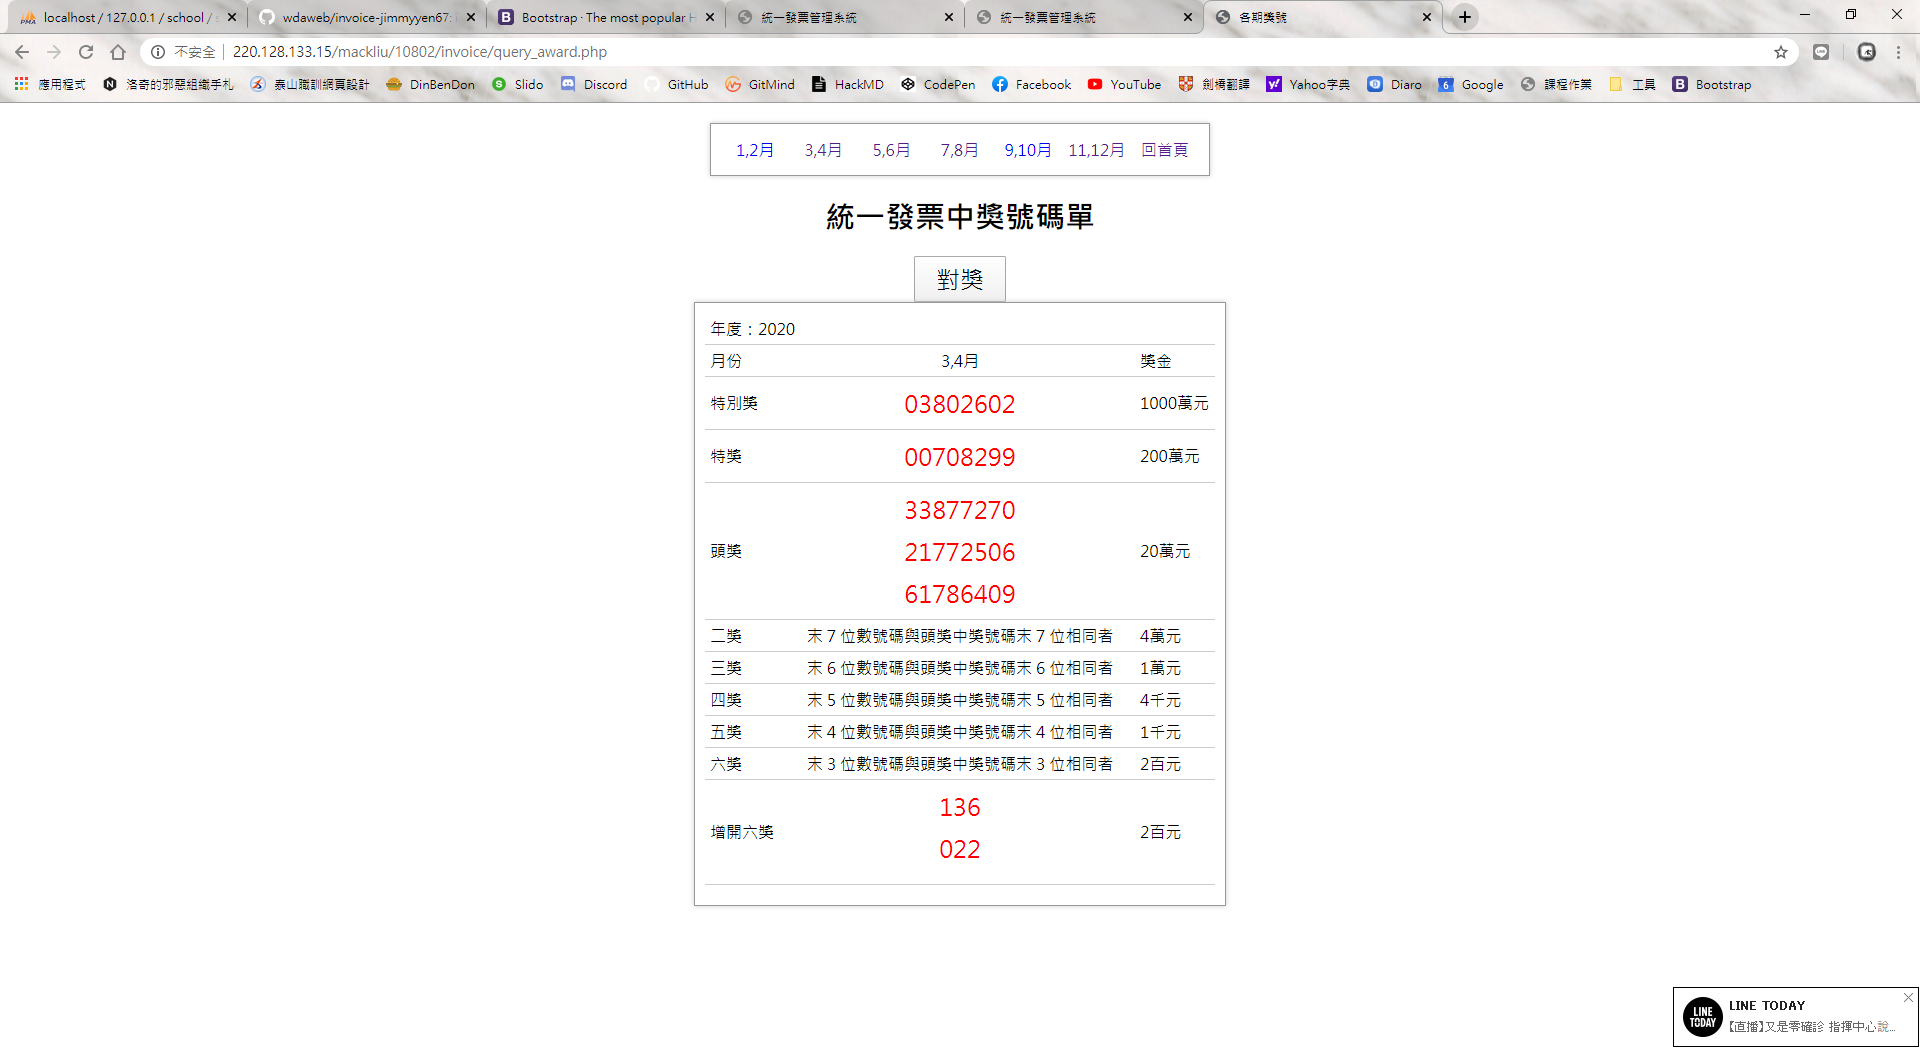 localhost / 127.0.0.1 / school / s
wdaweb/invoice-jimmyyen67: i
Bootstrap · The most popular H
統一發票管理系統
統一發票管理系統
各期獎號
不安全
220.128.133.15/mackliu/10802/invoice/query_award.php
應用程式
洛奇的邪惡組織手札
泰山職訓網頁設計
DinBenDon
Slido
Discord
GitHub
GitMind
HackMD
CodePen
Facebook
YouTube
劍橋翻譯
Yahoo字典
Diaro
Google
課程作業
工具
Bootstrap
1,2月 3,4月 5,6月 7,8月 9,10月 11,12月 回首頁
統一發票中獎號碼單
對獎
年度：2020
月份 3,4月 獎金
特別獎 03802602 1000萬元
特獎 00708299 200萬元
33877270
頭獎 21772506 20萬元
61786409
二獎 末 7 位數號碼與頭獎中獎號碼末 7 位相同者 4萬元
三獎 末 6 位數號碼與頭獎中獎號碼末 6 位相同者 1萬元
四獎 末 5 位數號碼與頭獎中獎號碼末 5 位相同者 4千元
五獎 末 4 位數號碼與頭獎中獎號碼末 4 位相同者 1千元
六獎 末 3 位數號碼與頭獎中獎號碼末 3 位相同者 2百元
136
增開六獎 2百元
022
LINE TODAY
LINE TODAY
【直播】又是零確診 指揮中心說...